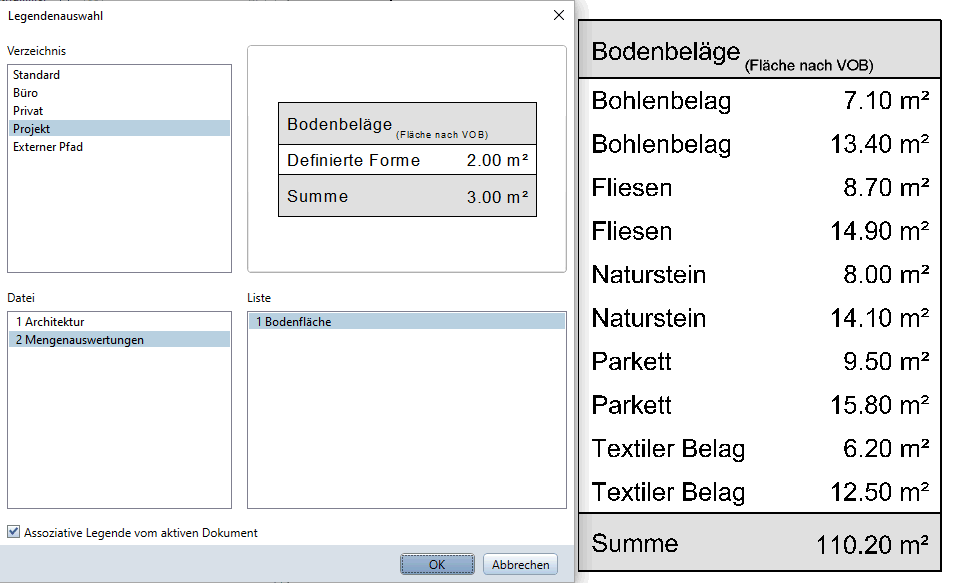 Legendenauswahl
Verzeichnis
Standard
Büro
Privat
Projekt
Externer Pfad
Bodenbeläge (Fläche nach VOB)
Definierte Forme 2.00 m²
Summe 3.00 m²
Datei
1 Architektur
2 Mengenauswertungen
Liste
1 Bodenfläche
Assoziative Legende vom aktiven Dokument
OK
Abbrechen
Bodenbeläge (Fläche nach VOB)
Bohlenbelag 7.10 m²
Bohlenbelag 13.40 m²
Fliesen 8.70 m²
Fliesen 14.90 m²
Naturstein 8.00 m²
Naturstein 14.10 m²
Parkett 9.50 m²
Parkett 15.80 m²
Textiler Belag 6.20 m²
Textiler Belag 12.50 m²
Summe 110.20 m²